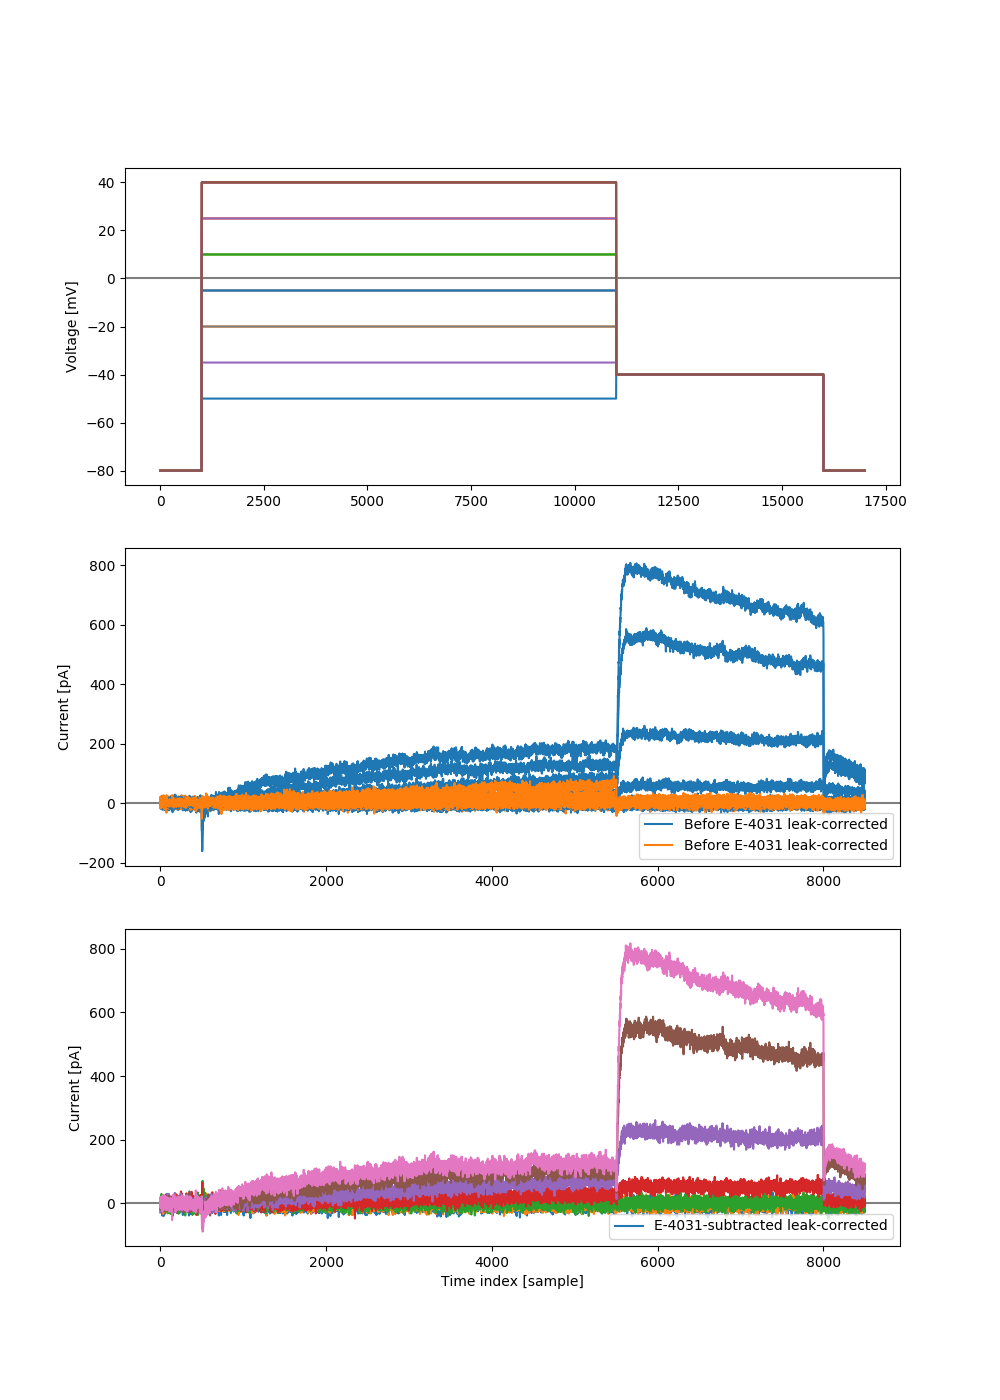 40
20
0
−20
−40
−60
−80
Voltage [mV]
0 2500 5000 7500 10000 12500 15000 17500
800
600
400
200
0
−200
Current [pA]
Before E-4031 leak-corrected
Before E-4031 leak-corrected
0 2000 4000 6000 8000
800
600
400
200
0
Current [pA]
E-4031-subtracted leak-corrected
0 2000 4000 6000 8000
Time index [sample]